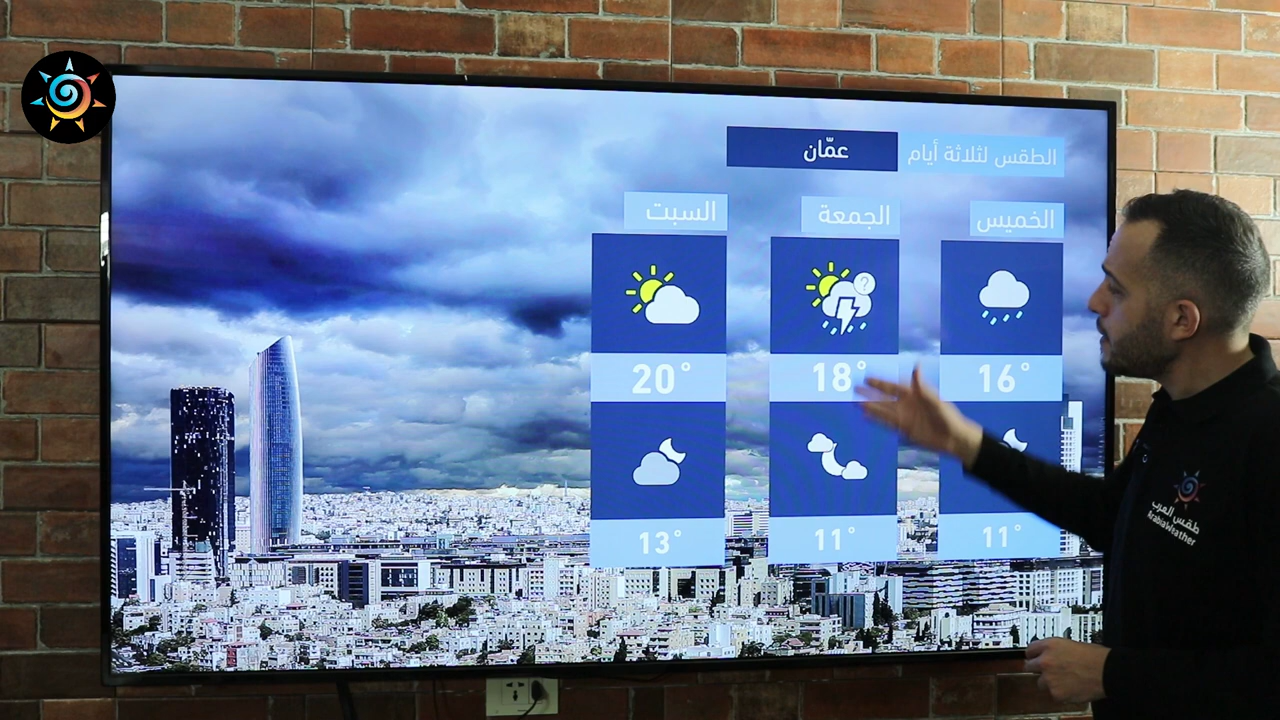 الطقس لثلاثة أيام
عمّان
الخميس
الجمعة
السبت
16°
18°
20°
11°
11°
13°
طقس العرب
ArabiaWeather
?